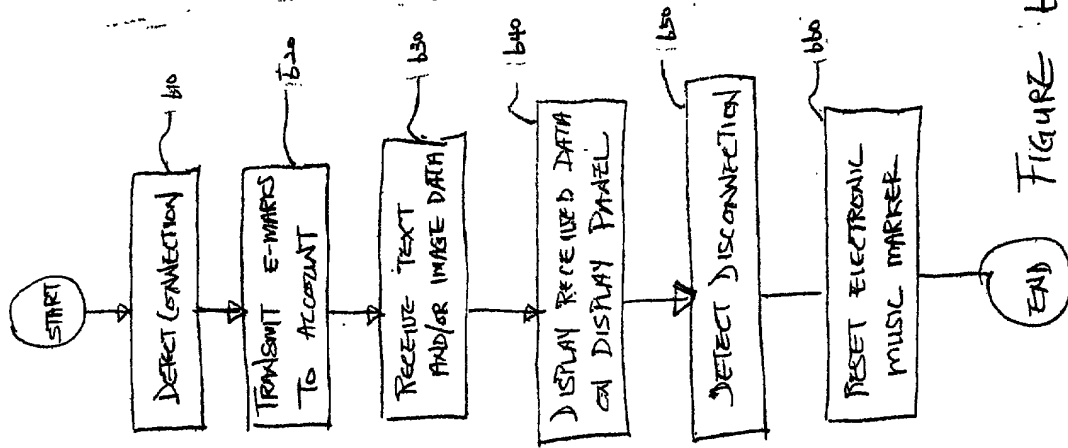 START
DETECT CONNECTION
610
TRANSMIT E-MARKS
TO ACCOUNT
620
RECEIVE TEXT
AND/OR IMAGE DATA
630
DISPLAY RECEIVED DATA
ON DISPLAY PANEL
640
DETECT DISCONNECTION
650
RESET ELECTRONIC
MUSIC MARKER
660
END
FIGURE